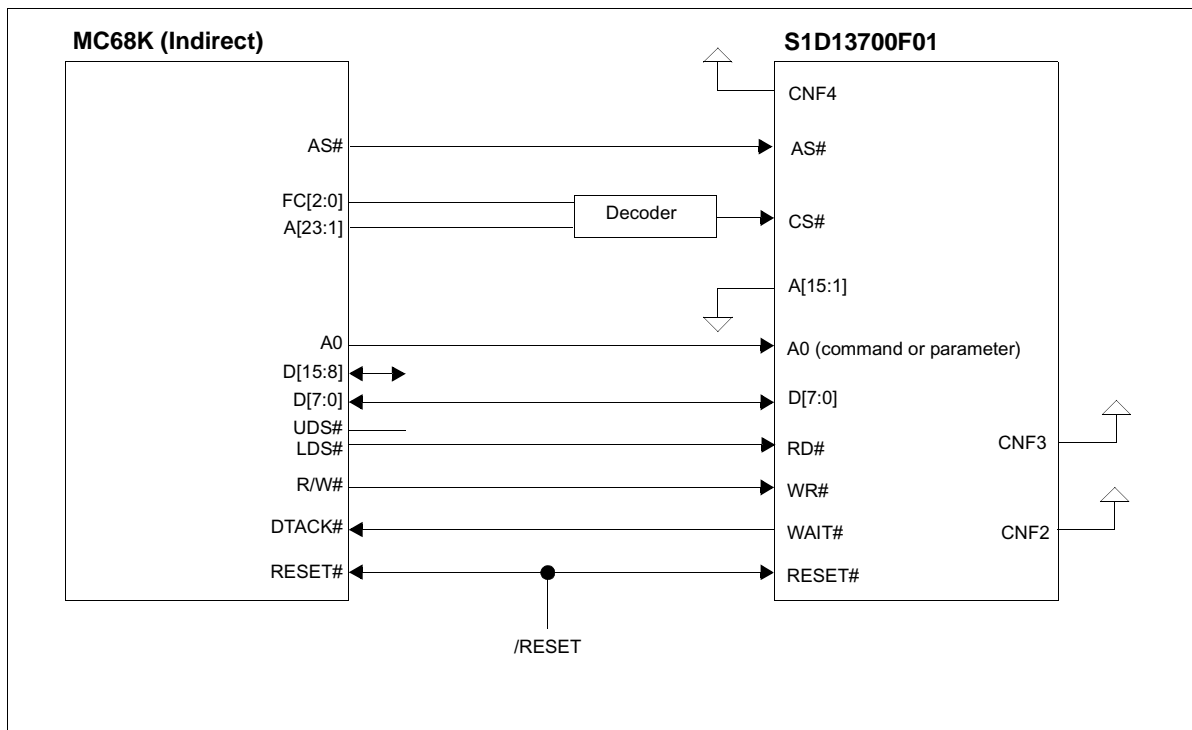 MC68K (Indirect)
S1D13700F01
CNF4
AS#
AS#
FC[2:0]
Decoder
CS#
A[23:1]
A[15:1]
A0
A0 (command or parameter)
D[15:8]
D[7:0]
D[7:0]
UDS#
LDS#
RD#
CNF3
R/W#
WR#
DTACK#
WAIT#
CNF2
RESET#
RESET#
/RESET